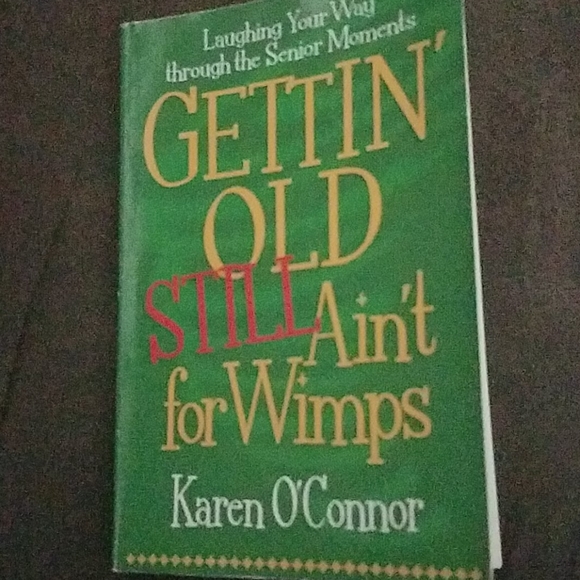 Laughing Your Way
through the Senior Moments
GETTIN'
OLD
STILL Ain't
for Wimps
Karen O'Connor